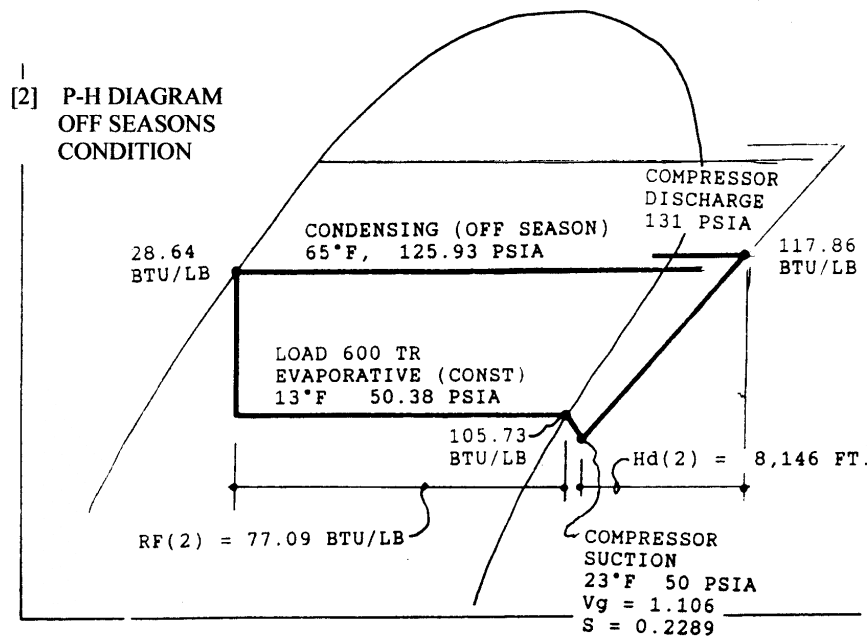 [2] P-H DIAGRAM
OFF SEASONS
CONDITION
COMPRESSOR
DISCHARGE
131 PSIA
28.64
BTU/LB
CONDENSING (OFF SEASON)
65°F, 125.93 PSIA
117.86
BTU/LB
LOAD 600 TR
EVAPORATIVE (CONST)
13°F 50.38 PSIA
105.73
BTU/LB
Hd(2) = 8,146 FT.
RF(2) = 77.09 BTU/LB
COMPRESSOR
SUCTION
23°F 50 PSIA
Vg = 1.106
S = 0.2289